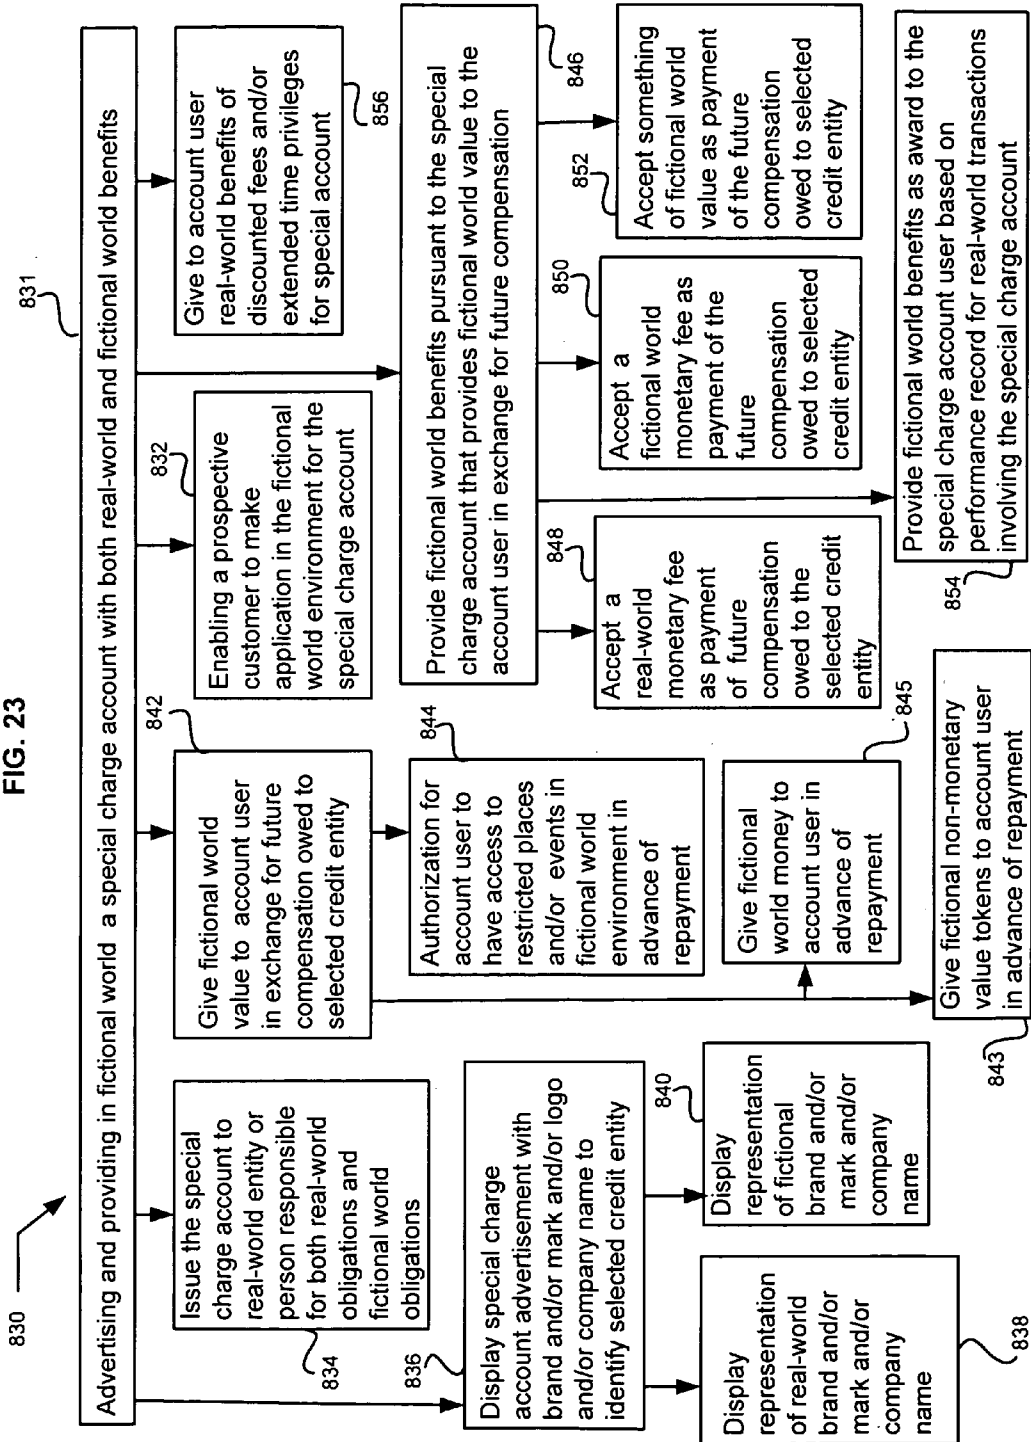 FIG. 23
830
831
Advertising and providing in fictional world a special charge account with both real-world and fictional world benefits
Issue the special
charge account to
real-world entity or
person responsible
for both real-world
obligations and
fictional world
obligations
834
836
Display special charge
account advertisement with
brand and/or mark and/or logo
and/or company name to
identify selected credit entity
Display
representation
of real-world
brand and/or
mark and/or
company
name
838
840
Display
representation
of fictional
brand and/or
mark and/or
company
name
842
Give fictional world
value to account user
in exchange for future
compensation owed to
selected credit entity
844
Authorization for
account user to
have access to
restricted places
and/or events in
fictional world
environment in
advance of
repayment
845
Give fictional
world money to
account user in
advance of
repayment
Give fictional non-monetary
value tokens to account user
in advance of repayment
843
832
Enabling a prospective
customer to make
application in the fictional
world environment for the
special charge account
Give to account user
real-world benefits of
discounted fees and/or
extended time privileges
for special account
856
Provide fictional world benefits pursuant to the special
charge account that provides fictional world value to the
account user in exchange for future compensation
846
848
Accept a
real-world
monetary fee
as payment
of future
compensation
owed to the
selected credit
entity
850
Accept a
fictional world
monetary fee as
payment of the
future
compensation
owed to selected
credit entity
852
Accept something
of fictional world
value as payment
of the future
compensation
owed to selected
credit entity
854
Provide fictional world benefits as award to the
special charge account user based on
performance record for real-world transactions
involving the special charge account